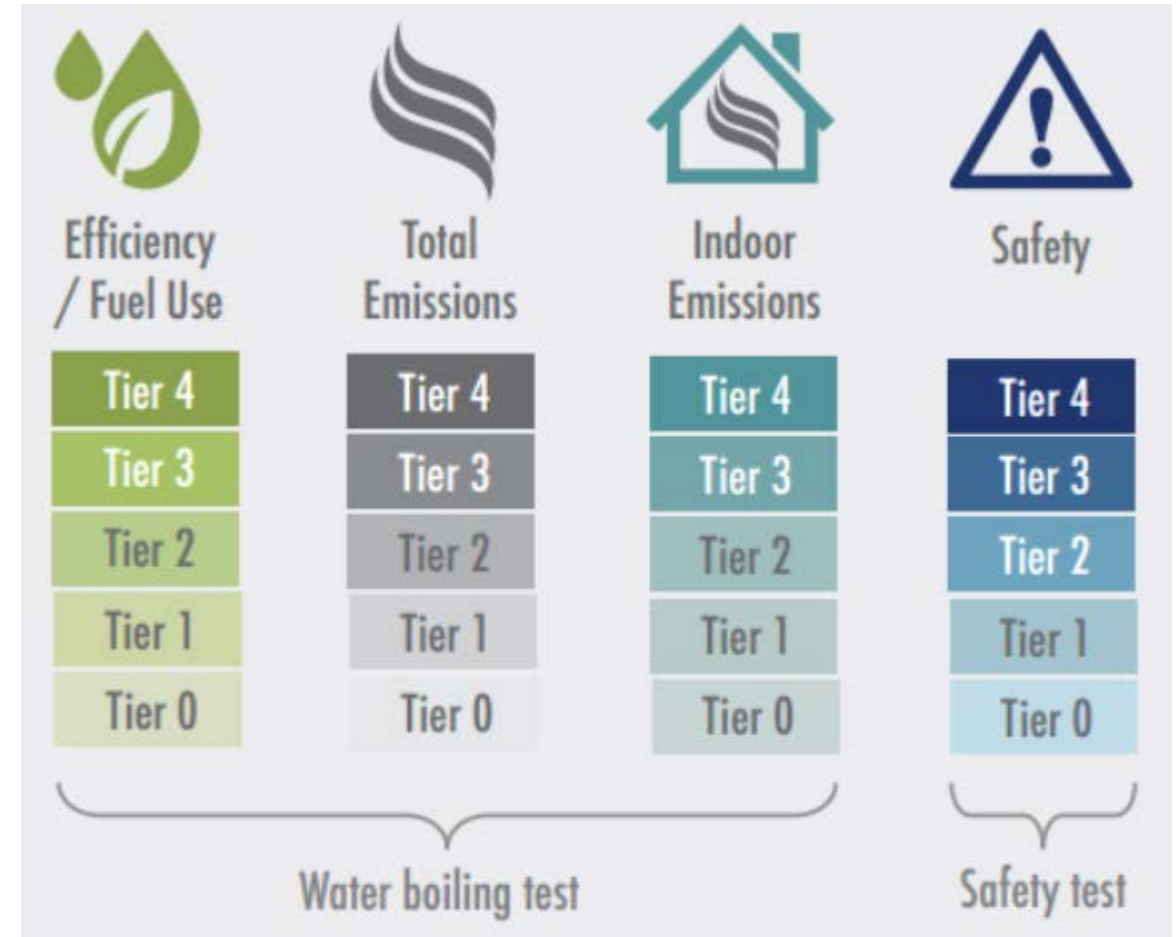 Efficiency
/ Fuel Use
Total
Emissions
Indoor
Emissions
Safety
Tier 4
Tier 3
Tier 2
Tier 1
Tier 0
Tier 4
Tier 3
Tier 2
Tier 1
Tier 0
Tier 4
Tier 3
Tier 2
Tier 1
Tier 0
Tier 4
Tier 3
Tier 2
Tier 1
Tier 0
Water boiling test
Safety test